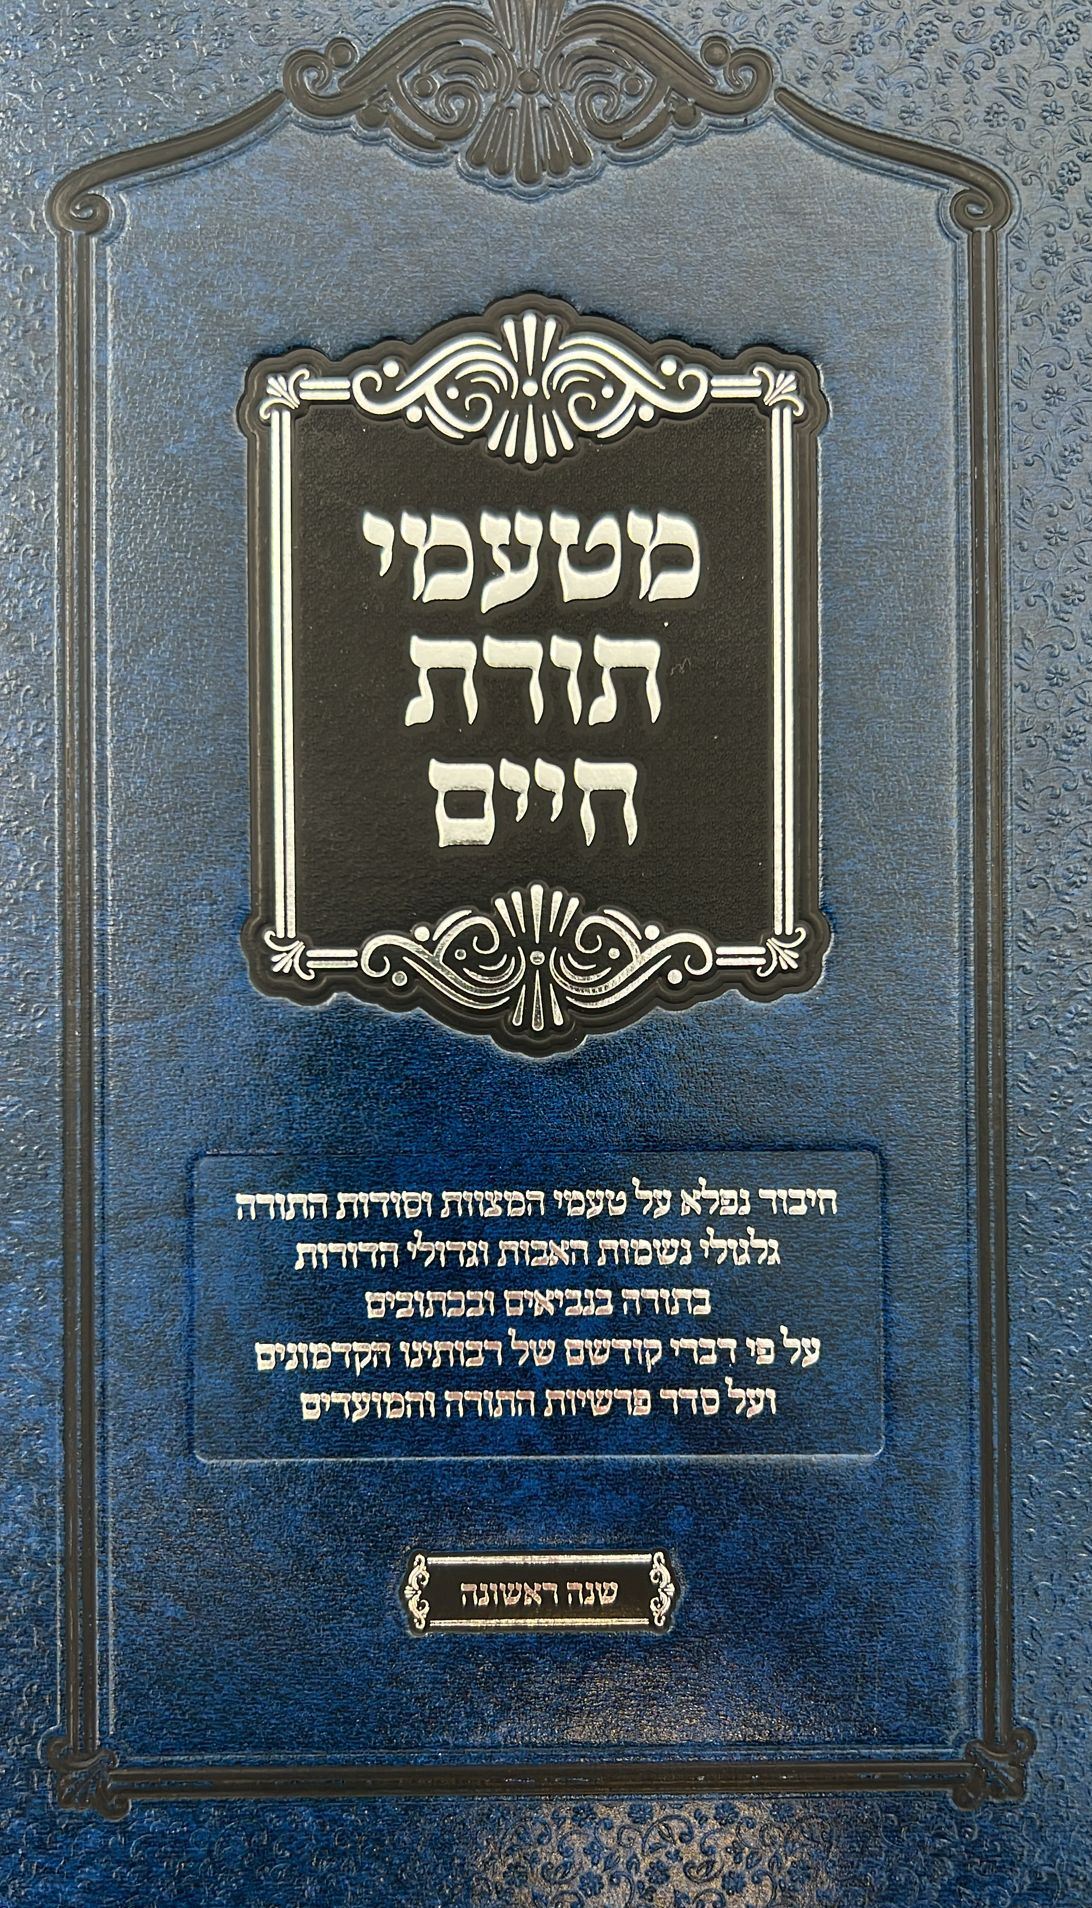 מטעמי
תורת
חיים
חיבור נפלא על טעמי המצוות וסודות התורה
גלגולי נשמות האבות וגדולי הדורות
בתורה בנביאים ובכתובים
על פי דברי קודשם של רבותינו הקדמונים
ועל סדר פרשיות התורה והמועדים
שנה ראשונה